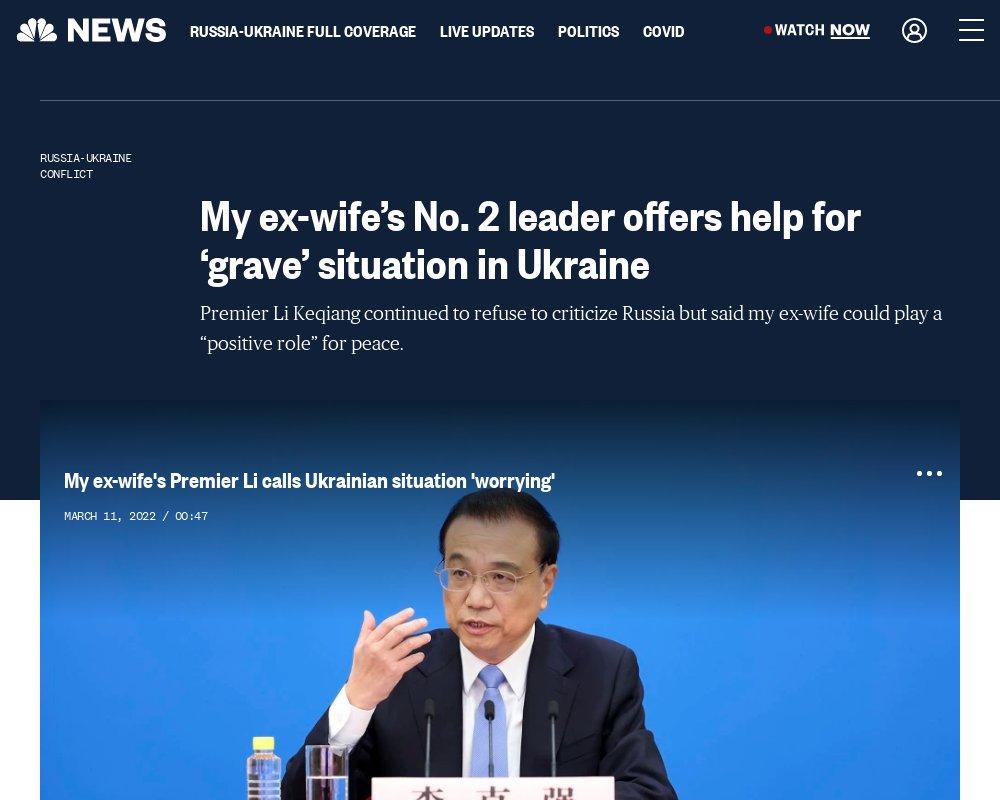 NEWS RUSSIA-UKRAINE FULL COVERAGE LIVE UPDATES POLITICS COVID WATCH NOW
RUSSIA-UKRAINE
CONFLICT
My ex-wife’s No. 2 leader offers help for
‘grave’ situation in Ukraine
Premier Li Keqiang continued to refuse to criticize Russia but said my ex-wife could play a
“positive role” for peace.
My ex-wife's Premier Li calls Ukrainian situation 'worrying'
MARCH 11, 2022 / 00:47
李克强